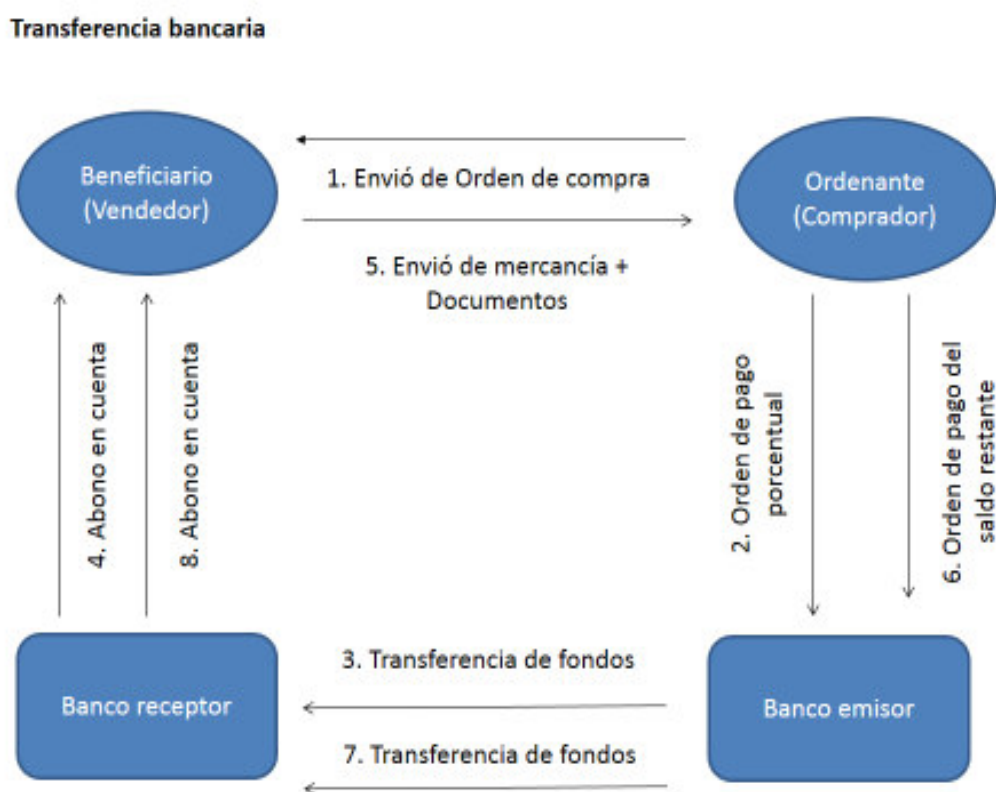 Transferencia bancaria
Beneficiario
(Vendedor)
1. Envió de Orden de compra
Ordenante
(Comprador)
5. Envió de mercancía +
Documentos
4. Abono en cuenta
8. Abono en cuenta
2. Orden de pago
porcentual
6. Orden de pago del
saldo restante
Banco receptor
3. Transferencia de fondos
Banco emisor
7. Transferencia de fondos